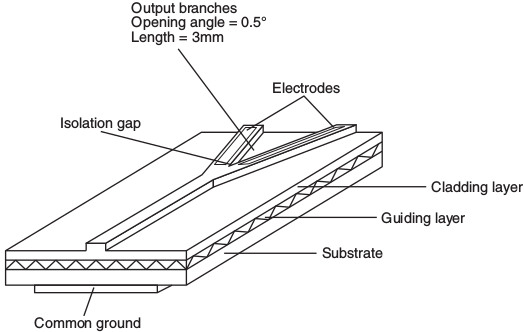 Output branches
Opening angle = 0.5°
Length = 3mm
Electrodes
Isolation gap
Cladding layer
Guiding layer
Substrate
Common ground